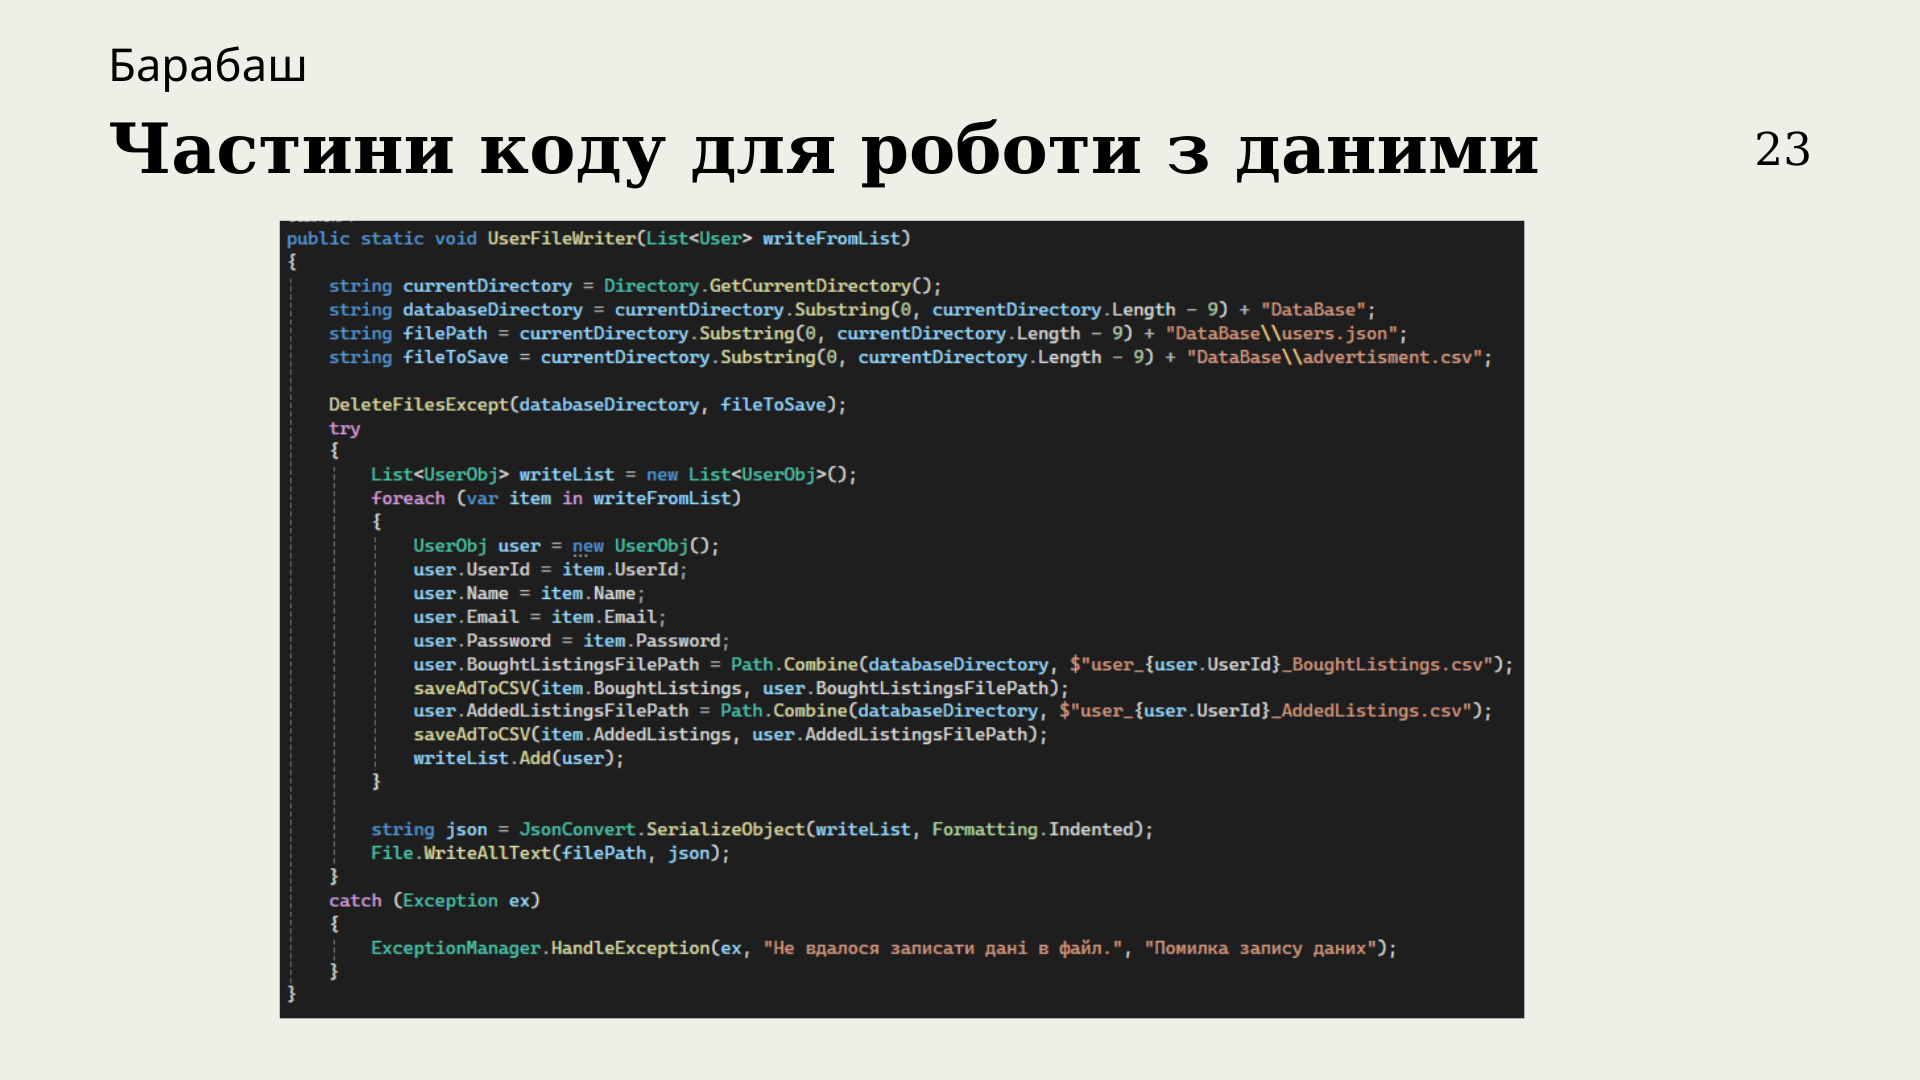 Барабаш
Частини коду для роботи з даними
23
public static void UserFileWriter(List<User> writeFromList)
{
    string currentDirectory = Directory.GetCurrentDirectory();
    string databaseDirectory = currentDirectory.Substring(0, currentDirectory.Length - 9) + "DataBase";
    string filePath = currentDirectory.Substring(0, currentDirectory.Length - 9) + "DataBase\\users.json";
    string fileToSave = currentDirectory.Substring(0, currentDirectory.Length - 9) + "DataBase\\advertisment.csv";
    DeleteFilesExcept(databaseDirectory, fileToSave);
    try
    {
        List<UserObj> writeList = new List<UserObj>();
        foreach (var item in writeFromList)
        {
            UserObj user = new UserObj();
            user.UserId = item.UserId;
            user.Name = item.Name;
            user.Email = item.Email;
            user.Password = item.Password;
            user.BoughtListingsFilePath = Path.Combine(databaseDirectory, $"user_{user.UserId}_BoughtListings.csv");
            saveAdToCSV(item.BoughtListings, user.BoughtListingsFilePath);
            user.AddedListingsFilePath = Path.Combine(databaseDirectory, $"user_{user.UserId}_AddedListings.csv");
            saveAdToCSV(item.AddedListings, user.AddedListingsFilePath);
            writeList.Add(user);
        }
        string json = JsonConvert.SerializeObject(writeList, Formatting.Indented);
        File.WriteAllText(filePath, json);
    }
    catch (Exception ex)
    {
        ExceptionManager.HandleException(ex, "Не вдалося записати дані в файл.", "Помилка запису даних");
    }
}